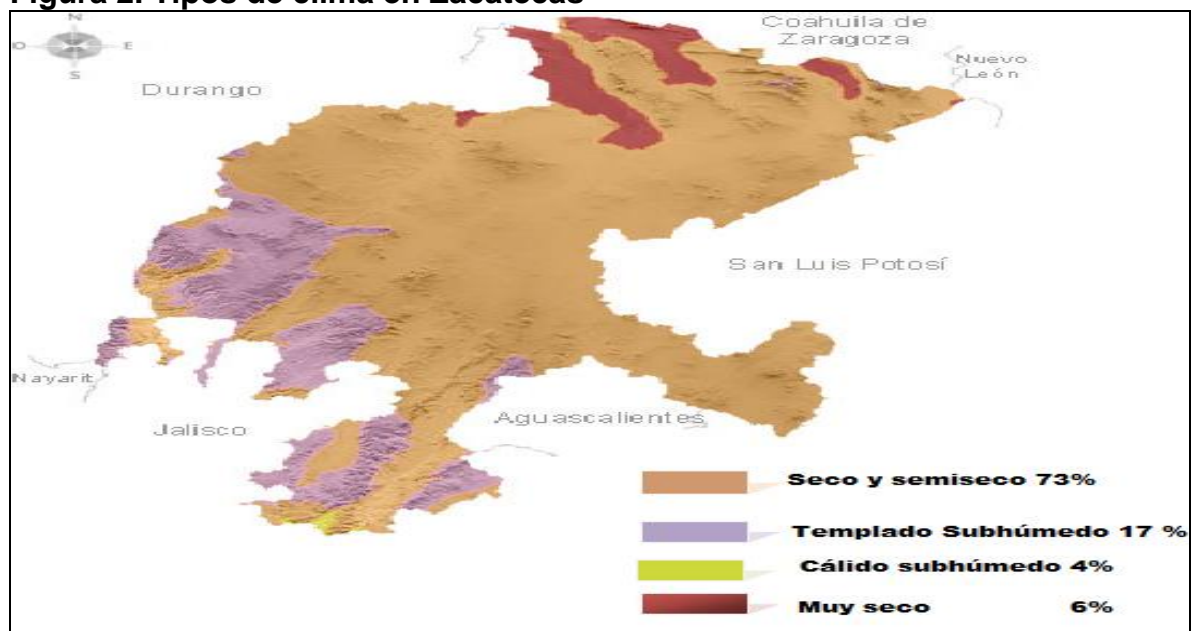 Figura 2. Tipos de clima en Zacatecas
N
O
E
S
Coahuila de
Zaragoza
Nuevo
León
Durango
San Luis Potosí
Nayarit
Jalisco
Aguascalientes
Seco y semiseco 73%
Templado Subhúmedo 17 %
Cálido subhúmedo 4%
Muy seco 6%